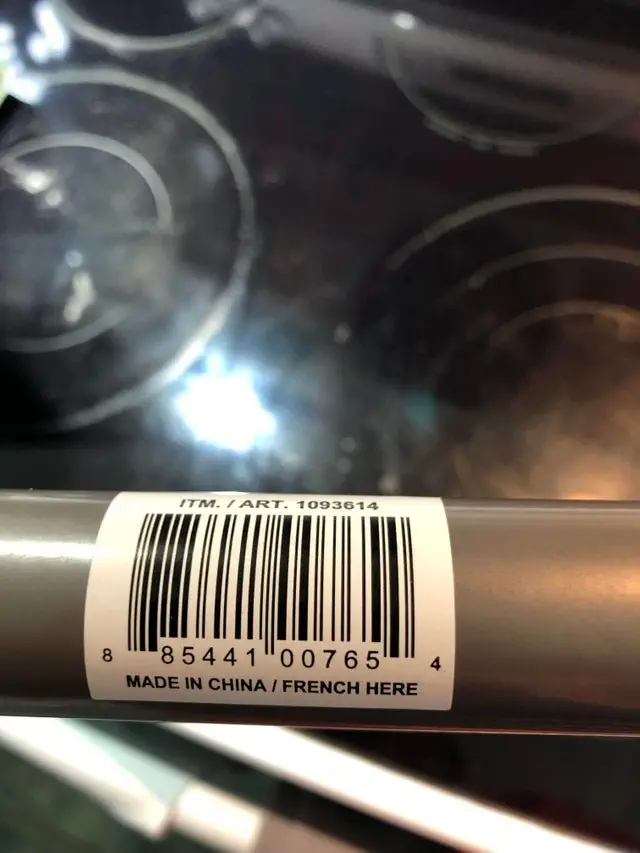 ITM. / ART. 1093614
8 85441 00765 4
MADE IN CHINA / FRENCH HERE